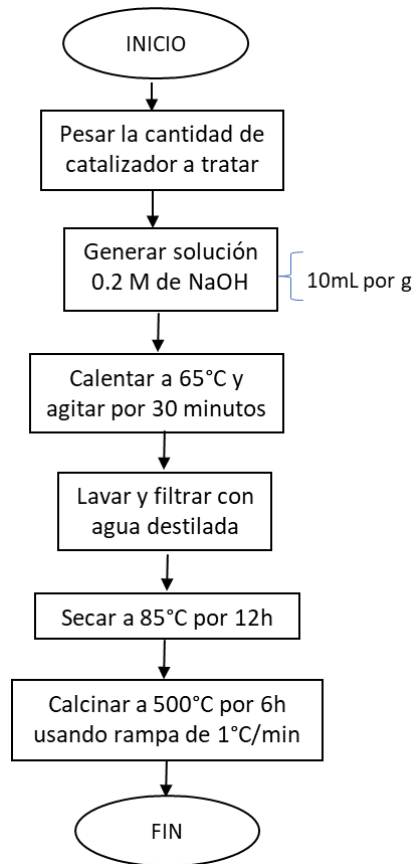 INICIO
Pesar la cantidad de
catalizador a tratar
Generar solución
0.2 M de NaOH
10mL por g
Calentar a 65°C y
agitar por 30 minutos
Lavar y filtrar con
agua destilada
Secar a 85°C por 12h
Calcinar a 500°C por 6h
usando rampa de 1°C/min
FIN